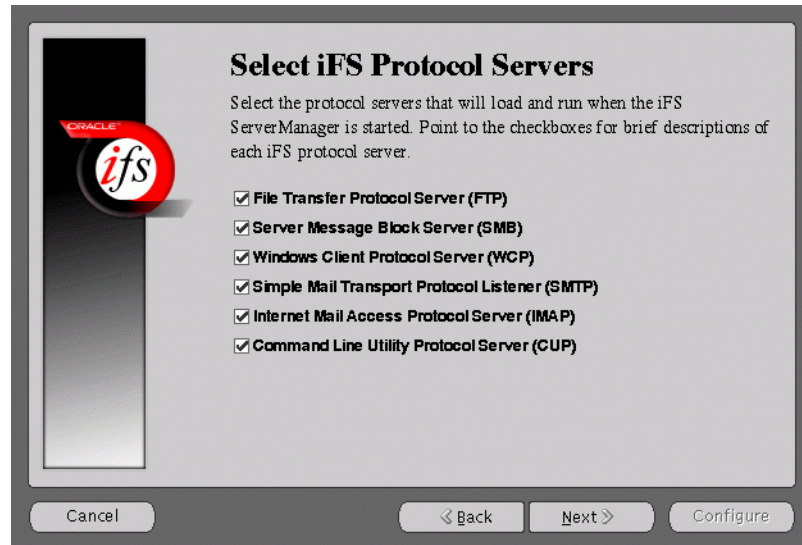 Select iFS Protocol Servers
Select the protocol servers that will load and run when the iFS
ServerManager is started. Point to the checkboxes for brief descriptions of
each iFS protocol server.
ORACLE
ifs
File Transfer Protocol Server (FTP)
Server Message Block Server (SMB)
Windows Client Protocol Server (WCP)
Simple Mail Transport Protocol Listener (SMTP)
Internet Mail Access Protocol Server (IMAP)
Command Line Utility Protocol Server (CUP)
Cancel
Back
Next
Configure